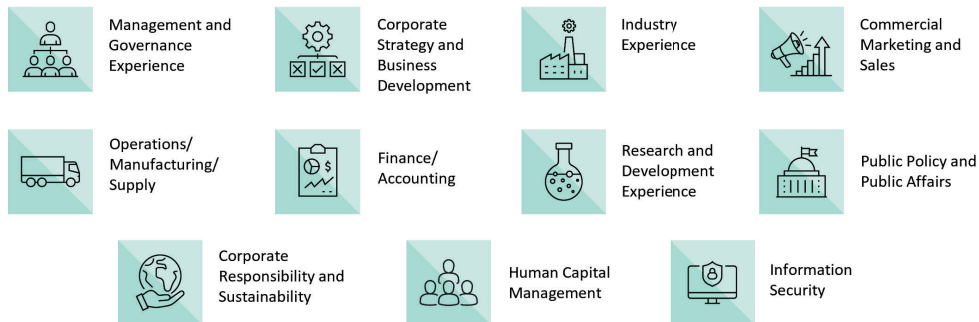 Management and
Governance
Experience
Corporate
Strategy and
Business
Development
Industry
Experience
Commercial
Marketing and
Sales
Operations/
Manufacturing/
Supply
Finance/
Accounting
$
Research and
Development
Experience
Public Policy and
Public Affairs
Corporate
Responsibility and
Sustainability
Human Capital
Management
Information
Security